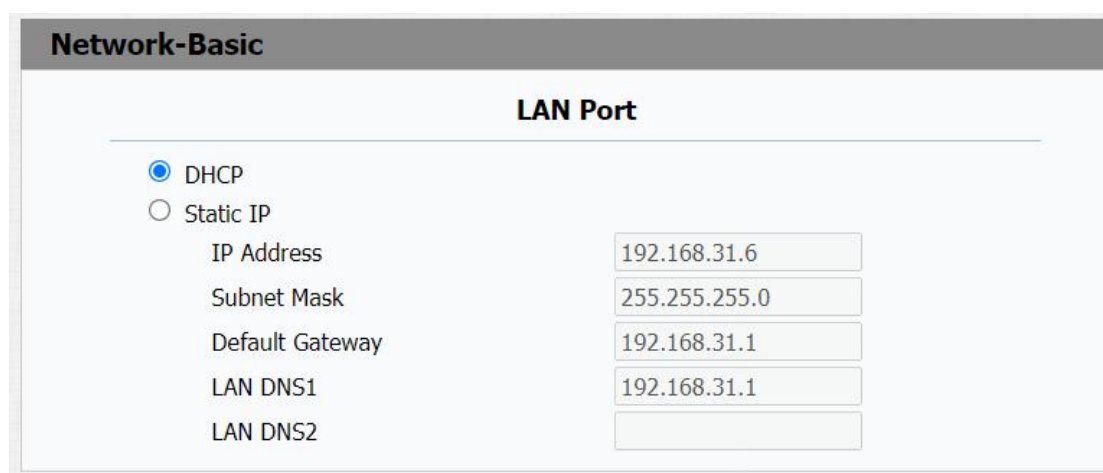 Network-Basic
LAN Port
DHCP
Static IP
IP Address 192.168.31.6
Subnet Mask 255.255.255.0
Default Gateway 192.168.31.1
LAN DNS1 192.168.31.1
LAN DNS2